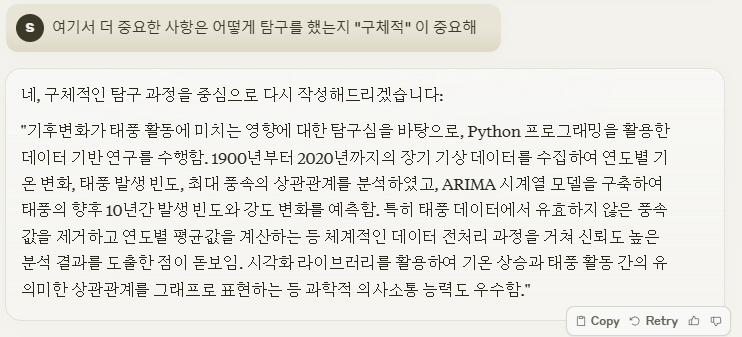 S 여기서 더 중요한 사항은 어떻게 탐구를 했는지 "구체적" 이 중요해
네, 구체적인 탐구 과정을 중심으로 다시 작성해드리겠습니다:
"기후변화가 태풍 활동에 미치는 영향에 대한 탐구심을 바탕으로, Python 프로그래밍을 활용한
데이터 기반 연구를 수행함. 1900년부터 2020년까지의 장기 기상 데이터를 수집하여 연도별 기
온 변화, 태풍 발생 빈도, 최대 풍속의 상관관계를 분석하였고, ARIMA 시계열 모델을 구축하여
태풍의 향후 10년간 발생 빈도와 강도 변화를 예측함. 특히 태풍 데이터에서 유효하지 않은 풍속
값을 제거하고 연도별 평균값을 계산하는 등 체계적인 데이터 전처리 과정을 거쳐 신뢰도 높은
분석 결과를 도출한 점이 돋보임. 시각화 라이브러리를 활용하여 기온 상승과 태풍 활동 간의 유
의미한 상관관계를 그래프로 표현하는 등 과학적 의사소통 능력도 우수함."
Copy Retry